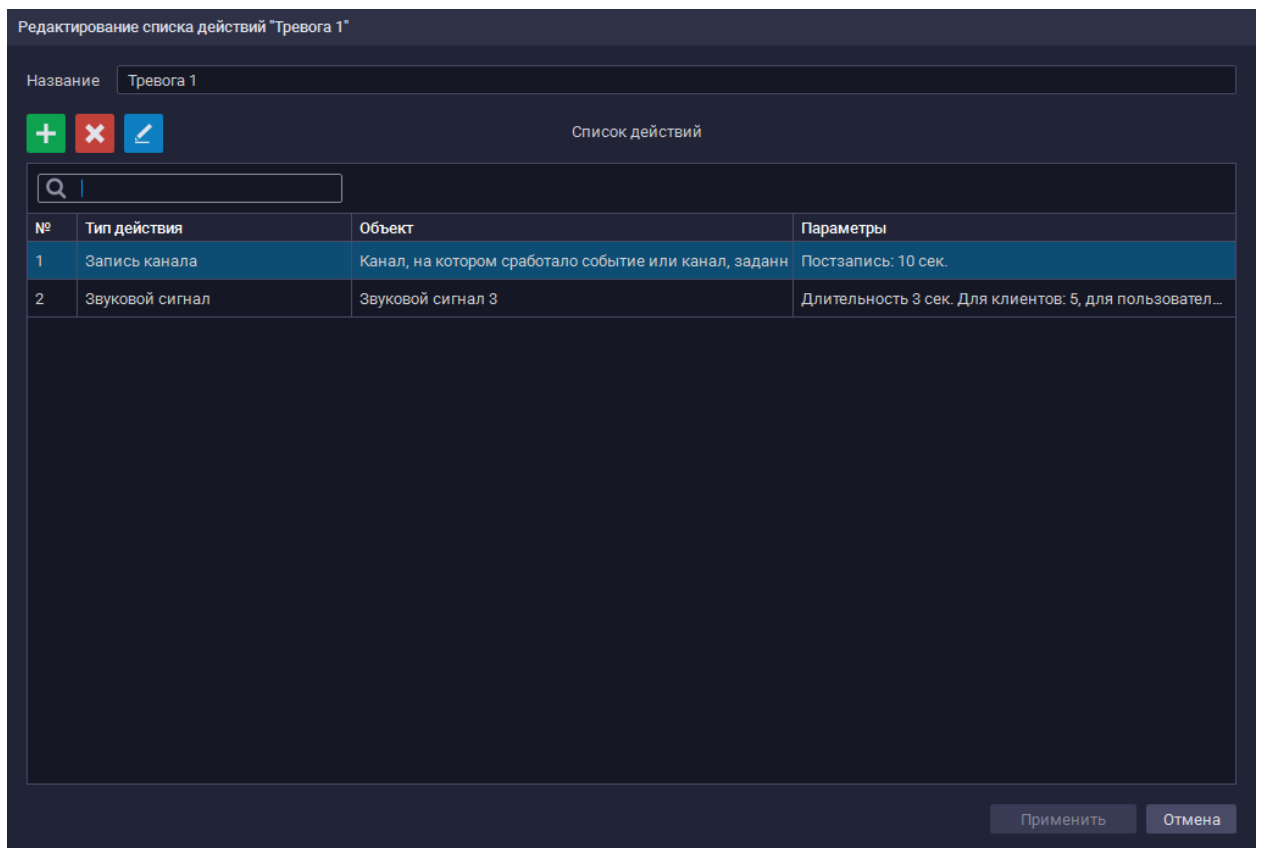 Редактирование списка действий "Тревога 1"
Название Тревога 1
Список действий
№ Тип действия Объект Параметры
1 Запись канала Канал, на котором сработало событие или канал, заданн Постзапись: 10 сек.
2 Звуковой сигнал Звуковой сигнал 3 Длительность 3 сек. Для клиентов: 5, для пользовател...
Применить Отмена